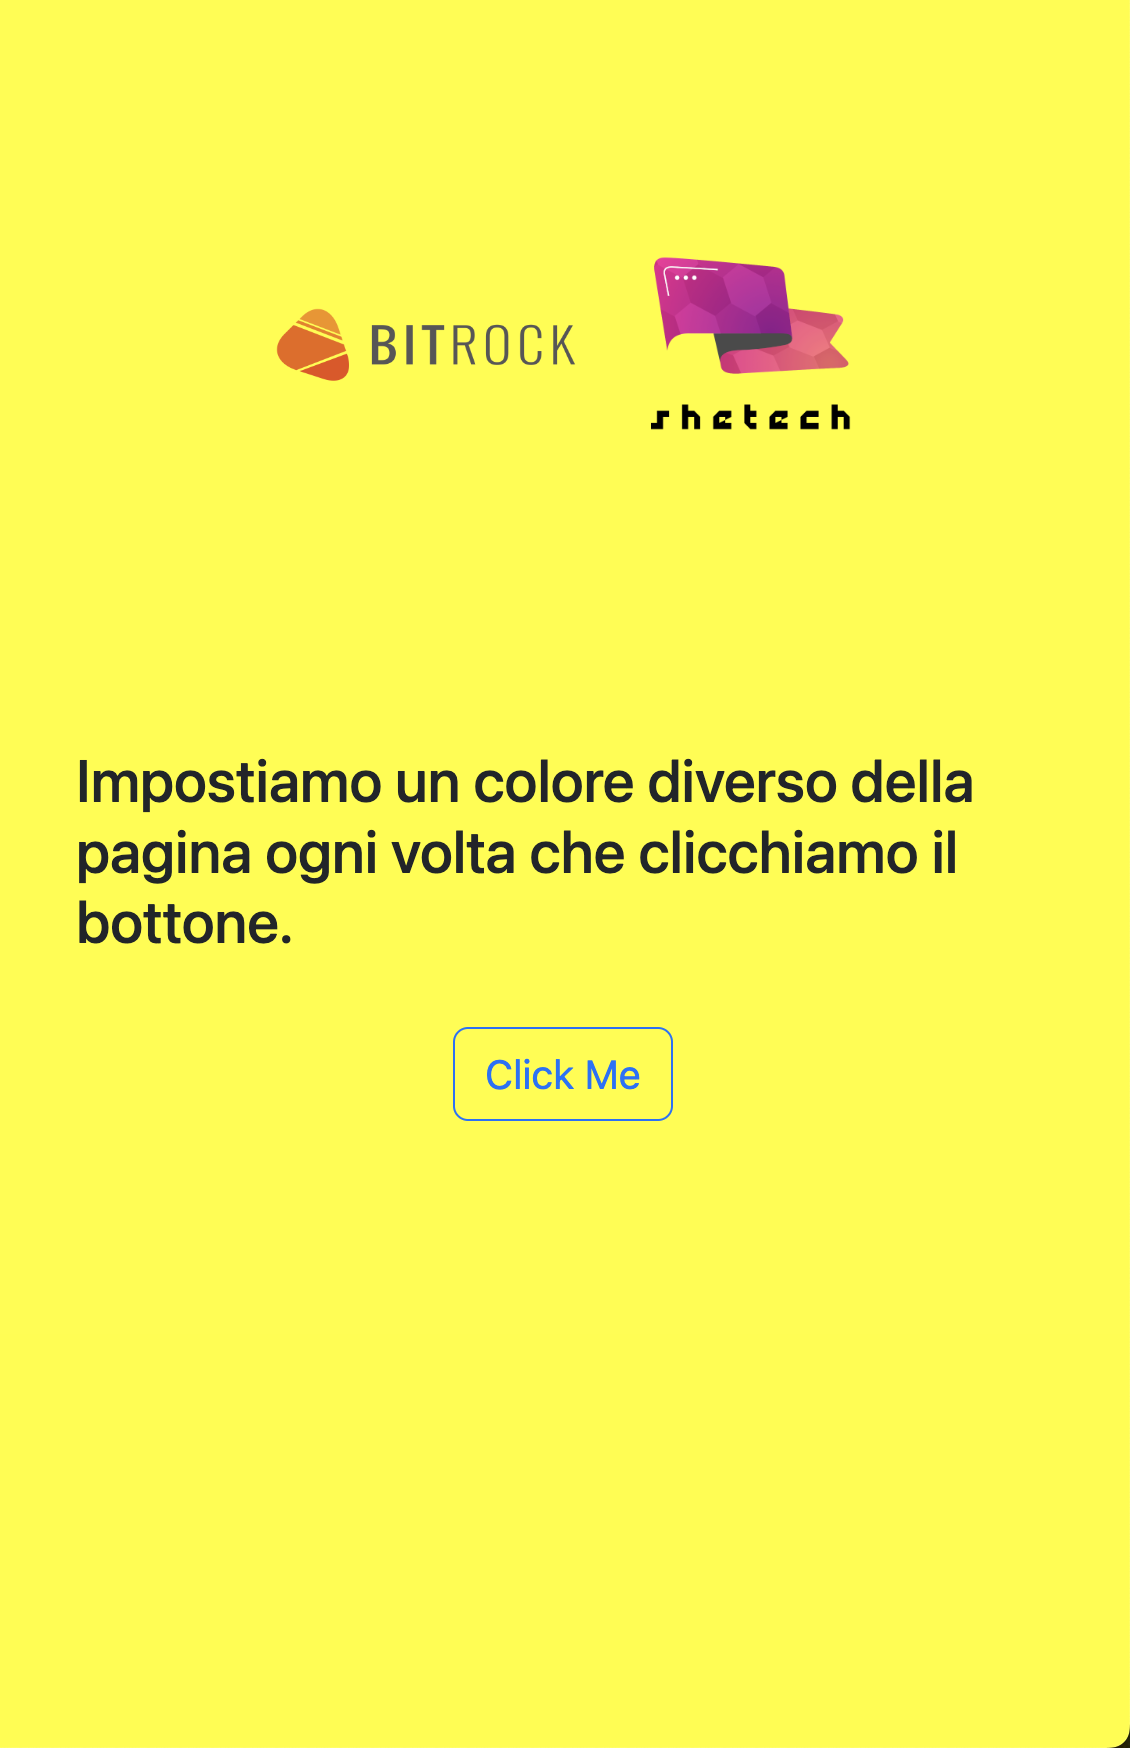 BITROCK
shetech
Impostiamo un colore diverso della
pagina ogni volta che clicchiamo il
bottone.
Click Me